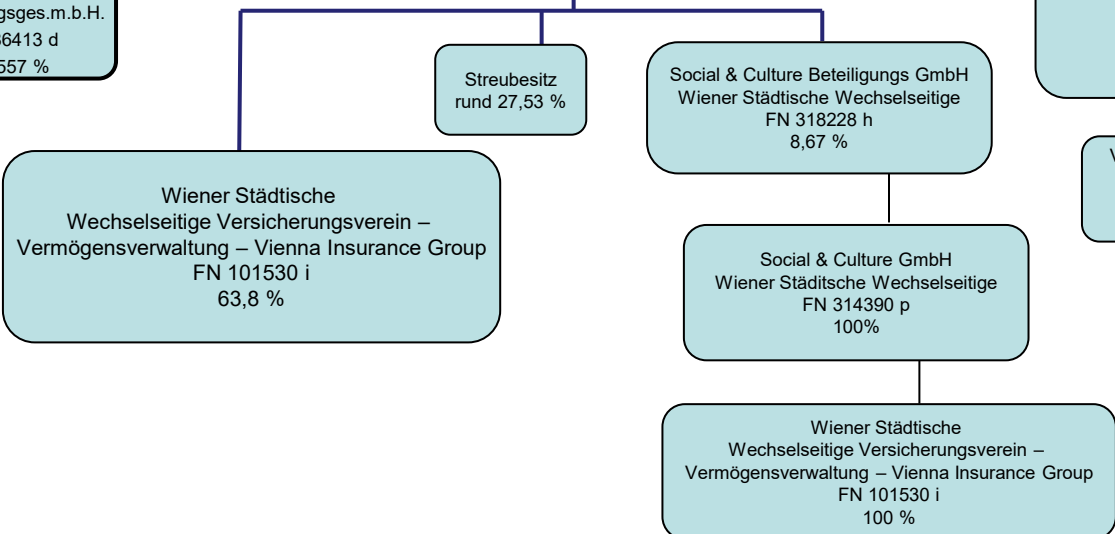 gsges.m.b.H.
6413 d
557 %
Streubesitz
rund 27,53 %
Social & Culture Beteiligungs GmbH
Wiener Städtische Wechselseitige
FN 318228 h
8,67 %
Wiener Städtische
Wechselseitige Versicherungsverein –
Vermögensverwaltung – Vienna Insurance Group
FN 101530 i
63,8 %
Social & Culture GmbH
Wiener Städitsche Wechselseitige
FN 314390 p
100%
Wiener Städtische
Wechselseitige Versicherungsverein –
Vermögensverwaltung – Vienna Insurance Group
FN 101530 i
100 %